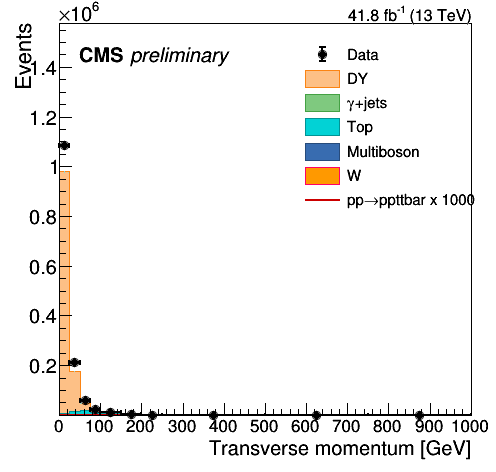 ×10⁶
41.8 fb⁻¹ (13 TeV)
Events
CMS preliminary
Data
DY
γ+jets
Top
Multiboson
W
pp→ppttbar x 1000
1.4
1.2
1
0.8
0.6
0.4
0.2
0 100 200 300 400 500 600 700 800 900 1000
Transverse momentum [GeV]